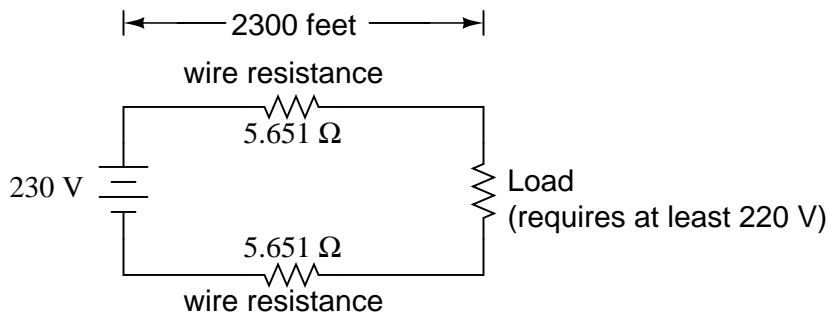 2300 feet
wire resistance
5.651 Ω
230 V
Load
(requires at least 220 V)
5.651 Ω
wire resistance